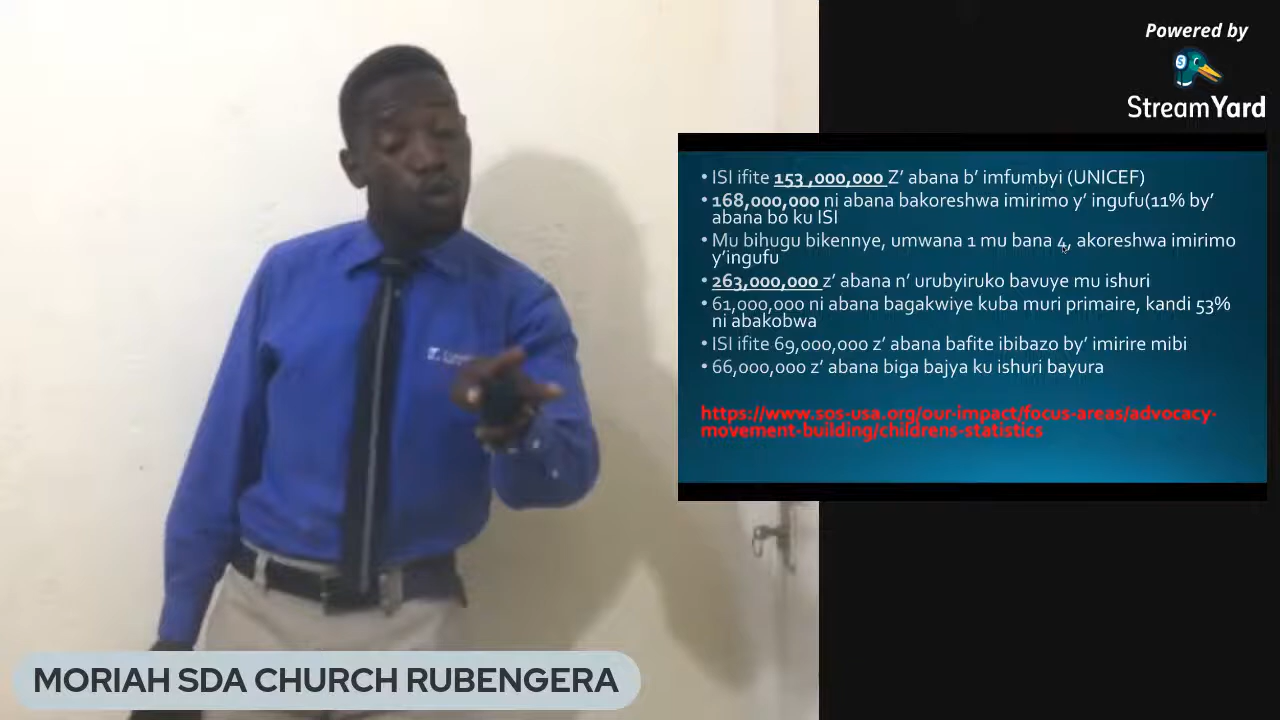 Powered by
StreamYard
• ISI ifite 153 ,000,000 Z’ abana b’ imfumbyi (UNICEF)
• 168,000,000 ni abana bakoreshwa imirimo y’ ingufu(11% by’
abana bo ku ISI
• Mu bihugu bikennye, umwana 1 mu bana 4, akoreshwa imirimo
y’ingufu
• 263,000,000 z’ abana n’ urubyiruko bavuye mu ishuri
• 61,000,000 ni abana bagakwiye kuba muri primaire, kandi 53%
ni abakobwa
• ISI ifite 69,000,000 z’ abana bafite ibibazo by’ imirire mibi
• 66,000,000 z’ abana biga bajya ku ishuri bayura
https://www.sos-usa.org/our-impact/focus-areas/advocacy-
movement-building/childrens-statistics
MORIAH SDA CHURCH RUBENGERA